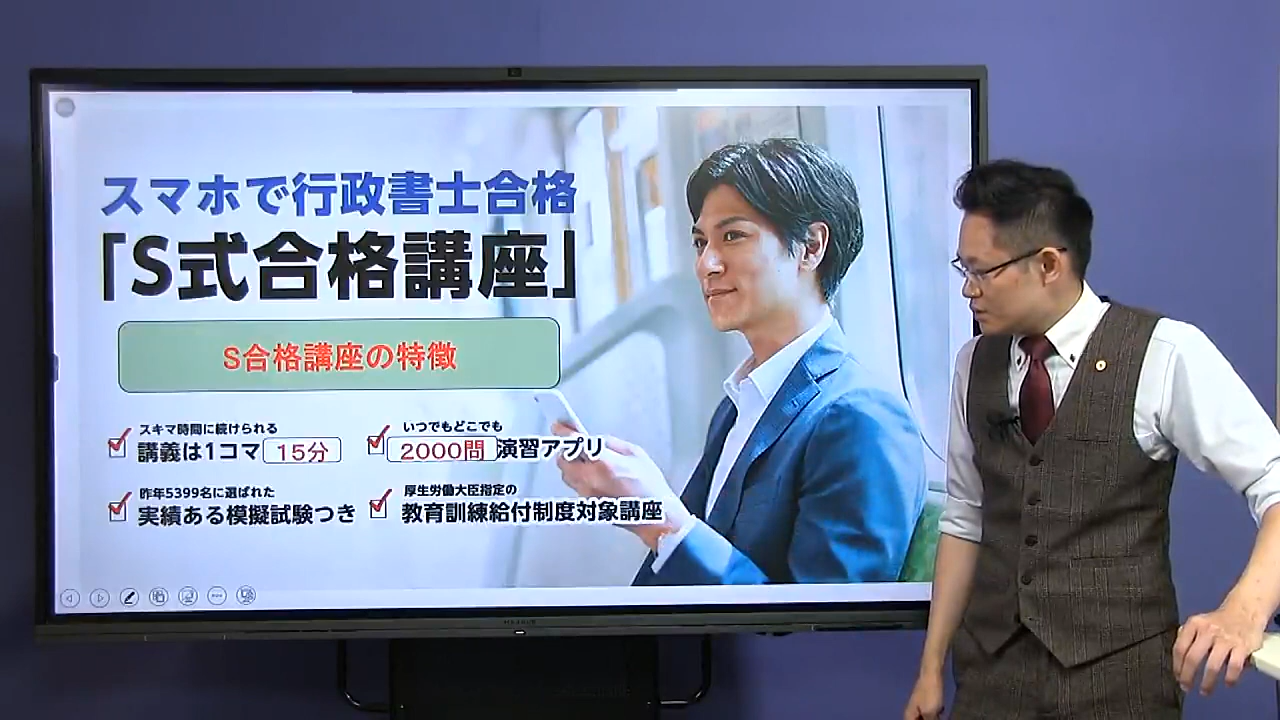 スマホで行政書士合格
「S式合格講座」
S合格講座の特徴
スキマ時間に続けられる
講義は1コマ 15分
いつでもどこでも
2000問 演習アプリ
昨年5399名に選ばれた
実績ある模擬試験つき
厚生労働大臣指定の
教育訓練給付制度対象講座